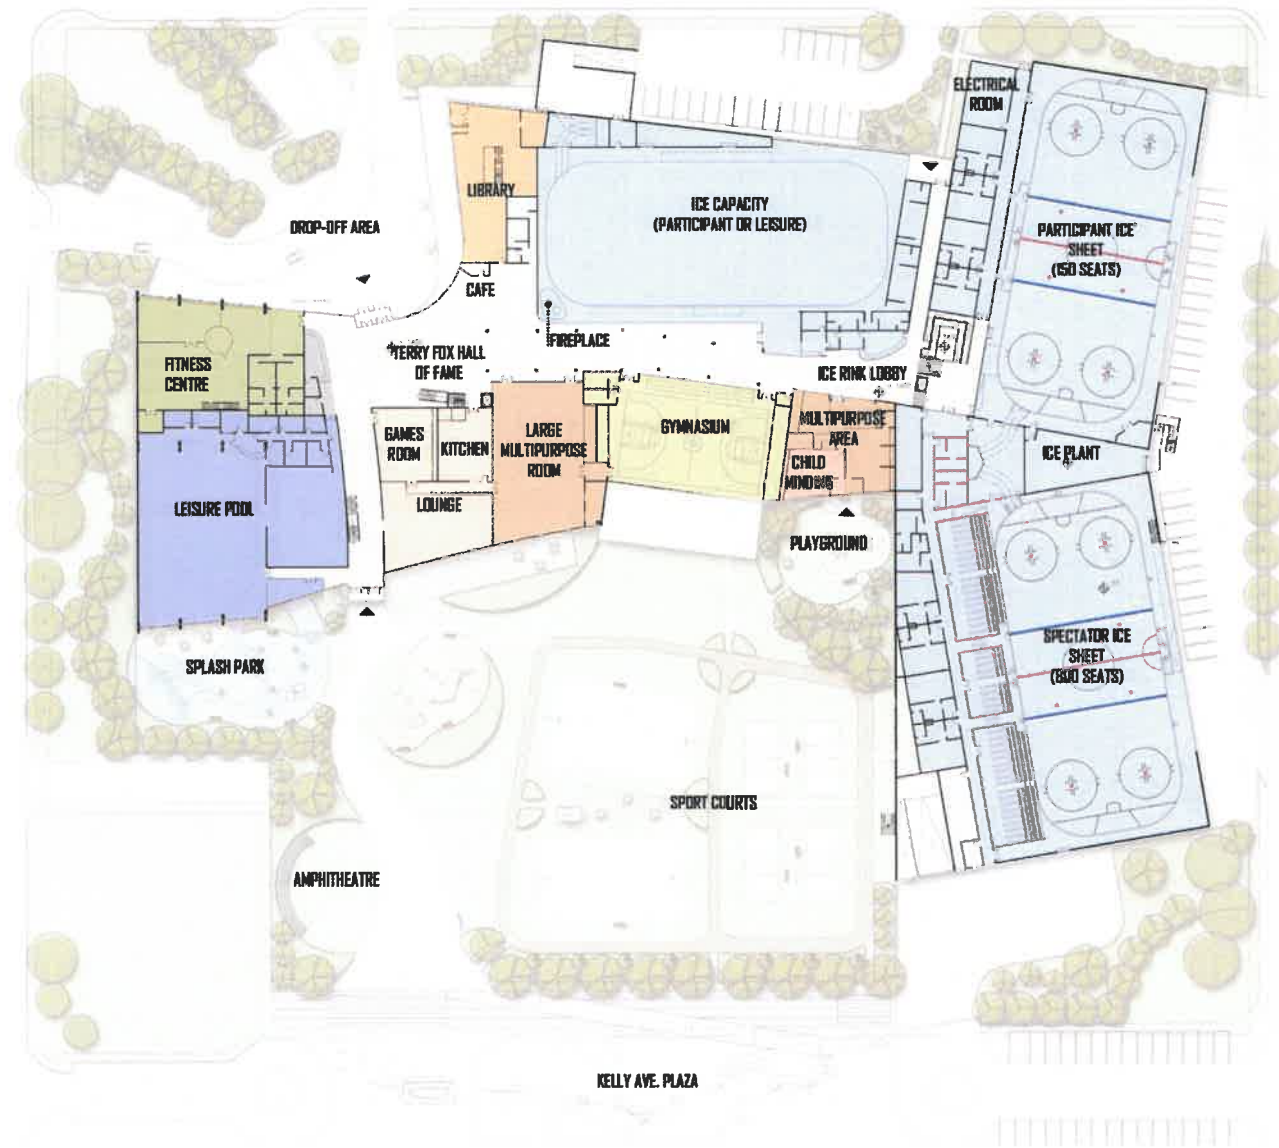 ELECTRICAL
ROOM
LIBRARY
ICE CAPACITY
(PARTICIPANT OR LEISURE)
DROP-OFF AREA
PARTICIPANT ICE
SHEET
(150 SEATS)
CAFE
FIREPLACE
TERRY FOX HALL
OF FAME
FITNESS
CENTRE
ICE RINK LOBBY
GAMES
ROOM
KITCHEN
LARGE
MULTIPURPOSE
ROOM
GYMNASIUM
MULTIPURPOSE
AREA
CHILD
MINDING
ICE PLANT
LEISURE POOL
LOUNGE
PLAYGROUND
SPLASH PARK
SPECTATOR ICE
SHEET
(800 SEATS)
SPORT COURTS
AMPHITHEATRE
KELLY AVE. PLAZA